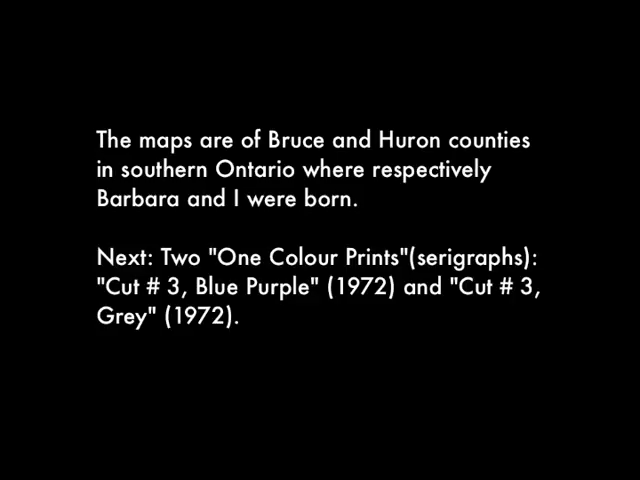 The maps are of Bruce and Huron counties
in southern Ontario where respectively
Barbara and I were born.
Next: Two "One Colour Prints"(serigraphs):
"Cut # 3, Blue Purple" (1972) and "Cut # 3,
Grey" (1972).